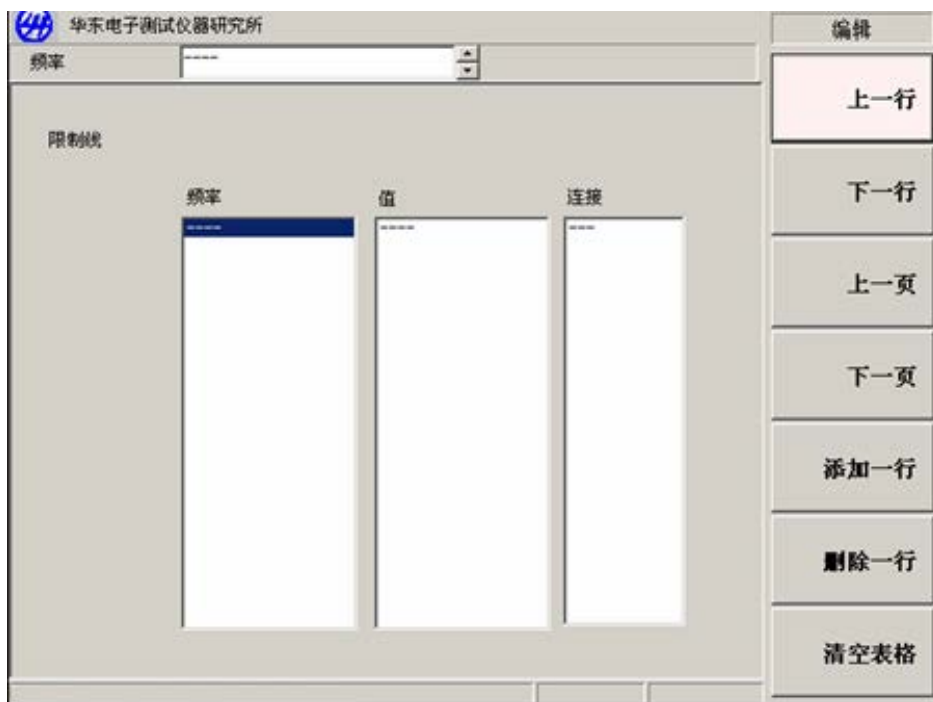 华东电子测试仪器研究所
编辑
频率 ----
上一行
限制线
下一行
频率 值 连接
---- ---- ---
上一页
下一页
添加一行
删除一行
清空表格